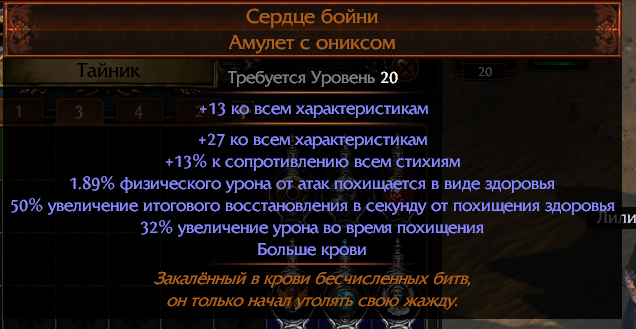 Сердце бойни
Амулет с ониксом
Тайник
20
Требуется Уровень 20
1 3 4 2
+13 ко всем характеристикам
+27 ко всем характеристикам
+13% к сопротивлению всем стихиям
1.89% физического урона от атак похищается в виде здоровья
50% увеличение итогового восстановления в секунду от похищения здоровья
Лили
32% увеличение урона во время похищения
Больше крови
Закалённый в крови бесчисленных битв,
он только начал утолять свою жажду.